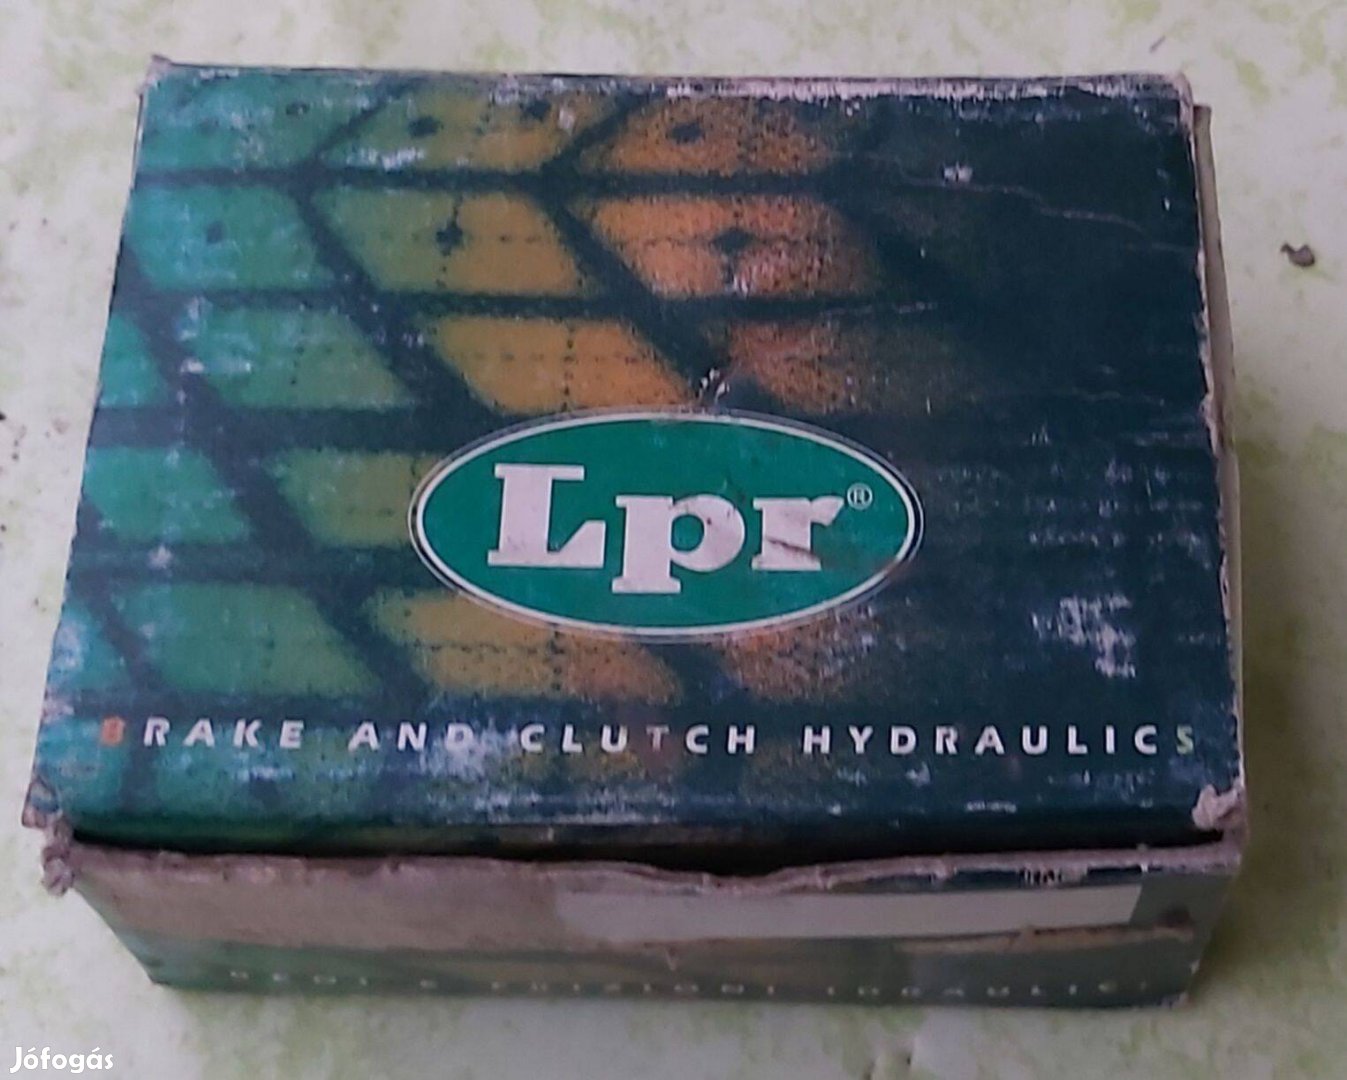 Lpr®
BRAKE AND CLUTCH HYDRAULICS
Jófogás